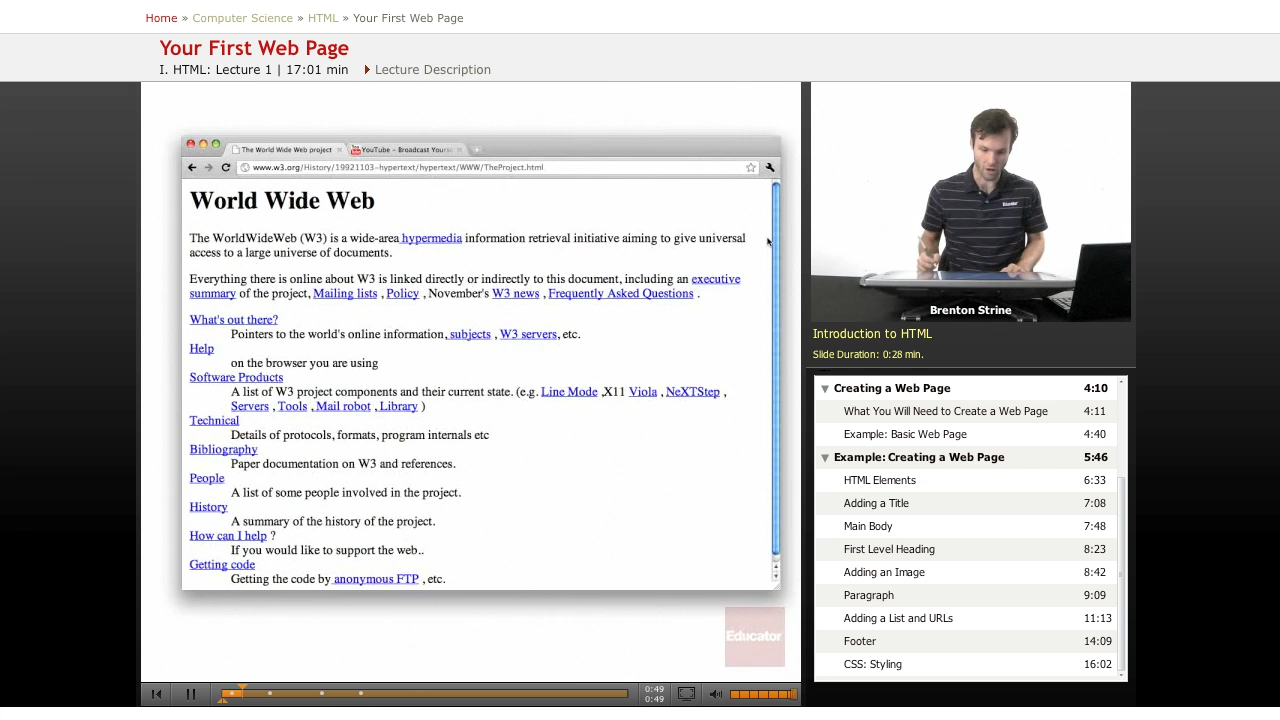 Home » Computer Science » HTML » Your First Web Page
Your First Web Page
I. HTML: Lecture 1 | 17:01 min Lecture Description
The World Wide Web project
YouTube - Broadcast Yours
www.w3.org/History/19921103-hypertext/hypertext/WWW/TheProject.html
World Wide Web
The WorldWideWeb (W3) is a wide-area hypermedia information retrieval initiative aiming to give universal
access to a large universe of documents.
Everything there is online about W3 is linked directly or indirectly to this document, including an executive
summary of the project, Mailing lists , Policy , November's W3 news , Frequently Asked Questions .
What's out there?
Pointers to the world's online information, subjects , W3 servers, etc.
Help
on the browser you are using
Software Products
A list of W3 project components and their current state. (e.g. Line Mode ,X11 Viola , NeXTStep ,
Servers , Tools , Mail robot , Library )
Technical
Details of protocols, formats, program internals etc
Bibliography
Paper documentation on W3 and references.
People
A list of some people involved in the project.
History
A summary of the history of the project.
How can I help ?
If you would like to support the web..
Getting code
Getting the code by anonymous FTP , etc.
Educator
0:49
0:49
Brenton Strine
Introduction to HTML
Slide Duration: 0:28 min.
Creating a Web Page 4:10
What You Will Need to Create a Web Page 4:11
Example: Basic Web Page 4:40
Example: Creating a Web Page 5:46
HTML Elements 6:33
Adding a Title 7:08
Main Body 7:48
First Level Heading 8:23
Adding an Image 8:42
Paragraph 9:09
Adding a List and URLs 11:13
Footer 14:09
CSS: Styling 16:02